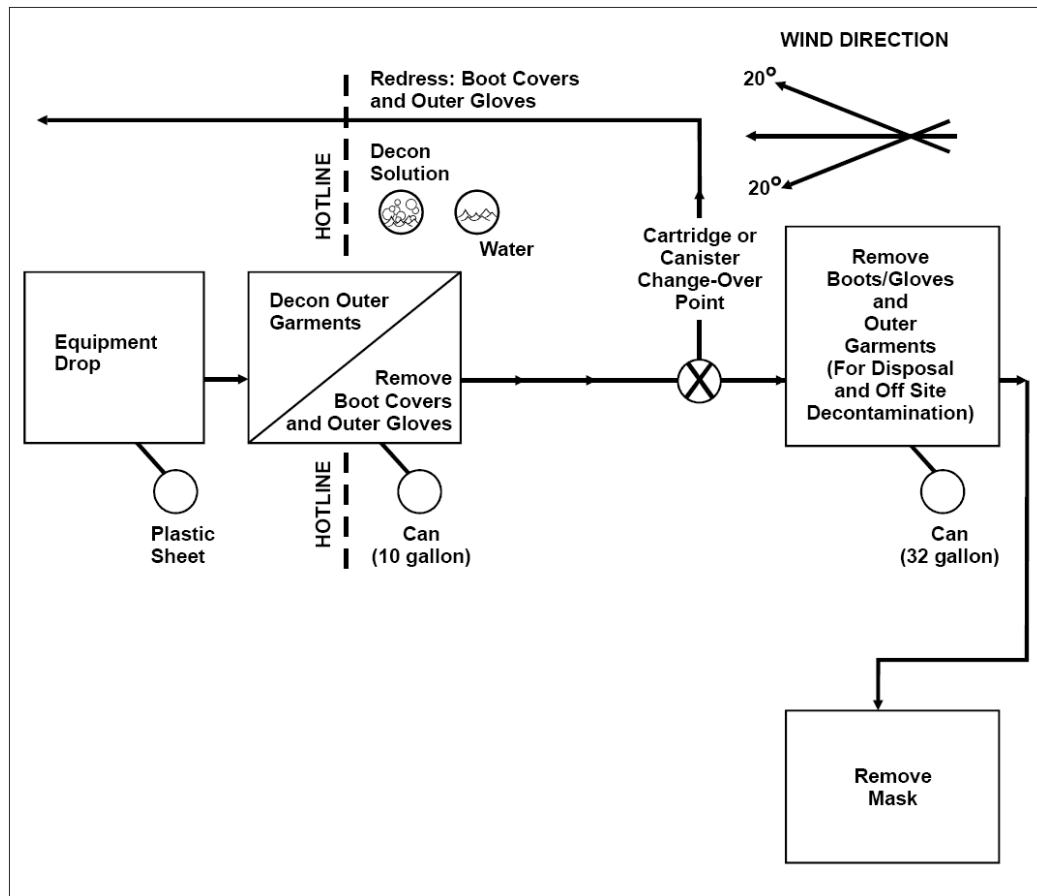 WIND DIRECTION
20°
20°
Redress: Boot Covers
and Outer Gloves
HOTLINE
Decon
Solution
Water
Cartridge or
Canister
Change-Over
Point
Remove
Boots/Gloves
and
Outer
Garments
(For Disposal
and Off Site
Decontamination)
Equipment
Drop
Decon Outer
Garments
Remove
Boot Covers
and Outer Gloves
HOTLINE
Plastic
Sheet
Can
(10 gallon)
Can
(32 gallon)
Remove
Mask